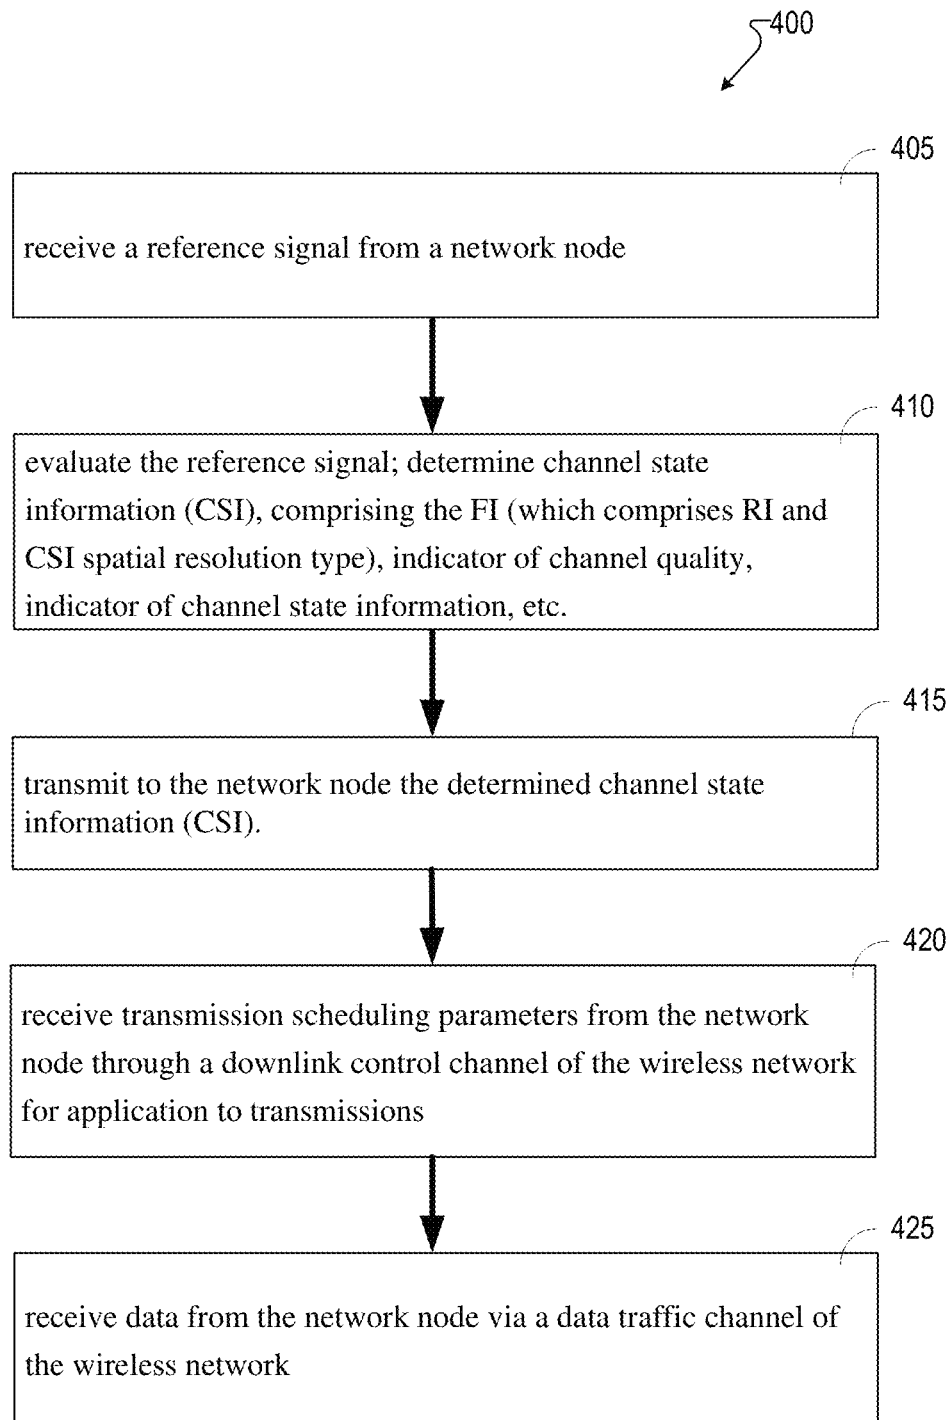 400
405
receive a reference signal from a network node
410
evaluate the reference signal; determine channel state
information (CSI), comprising the FI (which comprises RI and
CSI spatial resolution type), indicator of channel quality,
indicator of channel state information, etc.
415
transmit to the network node the determined channel state
information (CSI).
420
receive transmission scheduling parameters from the network
node through a downlink control channel of the wireless network
for application to transmissions
425
receive data from the network node via a data traffic channel of
the wireless network